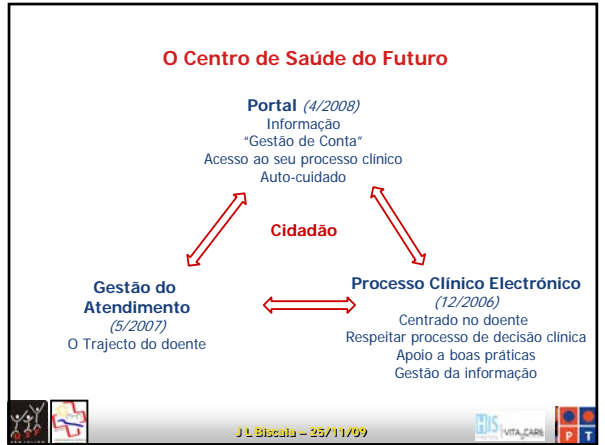 O Centro de Saúde do Futuro
Portal (4/2008)
Informação
“Gestão de Conta”
Acesso ao seu processo clínico
Auto-cuidado
Cidadão
Gestão do
Atendimento
(5/2007)
O Trajecto do doente
Processo Clínico Electrónico
(12/2006)
Centrado no doente
Respeitar processo de decisão clínica
Apoio a boas práticas
Gestão da informação
J L Biscaia – 25/11/09
HIS
VITA.CARE
P T